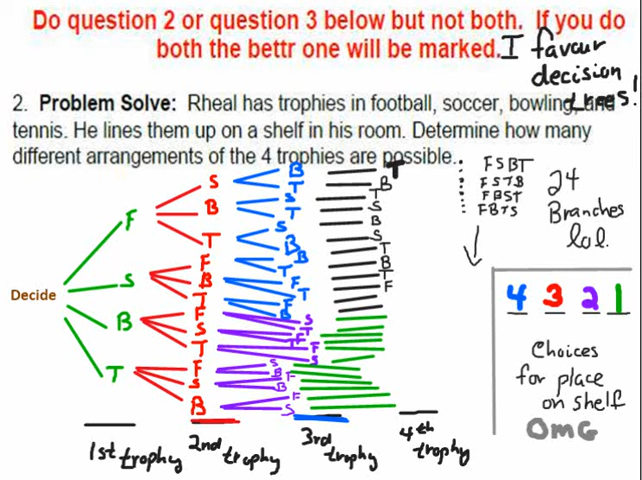 Do question 2 or question 3 below but not both. If you do
both the bettr one will be marked.
I favour
decision
trees!
2. Problem Solve: Rheal has trophies in football, soccer, bowling, and
tennis. He lines them up on a shelf in his room. Determine how many
different arrangements of the 4 trophies are possible.
Decide
F
S
B
T
S
B
T
F
B
T
F
S
T
F
S
B
B
T
S
T
S
B
B
T
F
T
F
B
S
T
F
T
F
S
S
B
F
B
F
S
T
B
T
S
B
S
T
B
T
F
FSBT
FSTB
FBST
FBTS
24
Branches
lol.
4 3 2 1
Choices
for place
on shelf
OMG
1st trophy
2nd trophy
3rd trophy
4th trophy